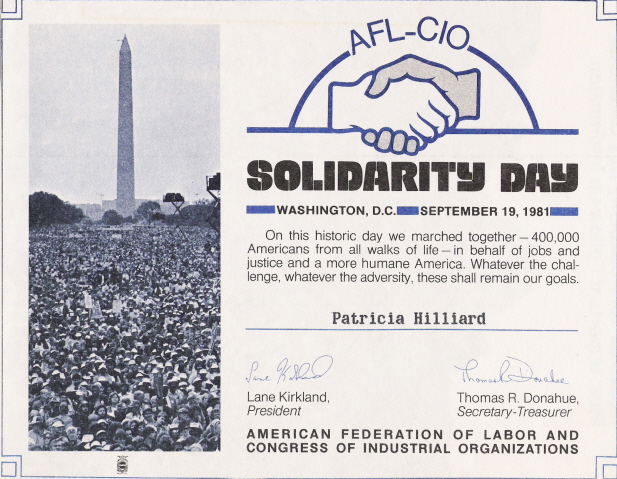 AFL–CIO
SOLIDARITY DAY
WASHINGTON, D.C. SEPTEMBER 19, 1981
On this historic day we marched together – 400,000
Americans from all walks of life – in behalf of jobs and
justice and a more humane America. Whatever the chal-
lenge, whatever the adversity, these shall remain our goals.
Patricia Hilliard
Lane Kirkland
Thomas R Donahue
Lane Kirkland,
President
Thomas R. Donahue,
Secretary-Treasurer
AMERICAN FEDERATION OF LABOR AND
CONGRESS OF INDUSTRIAL ORGANIZATIONS